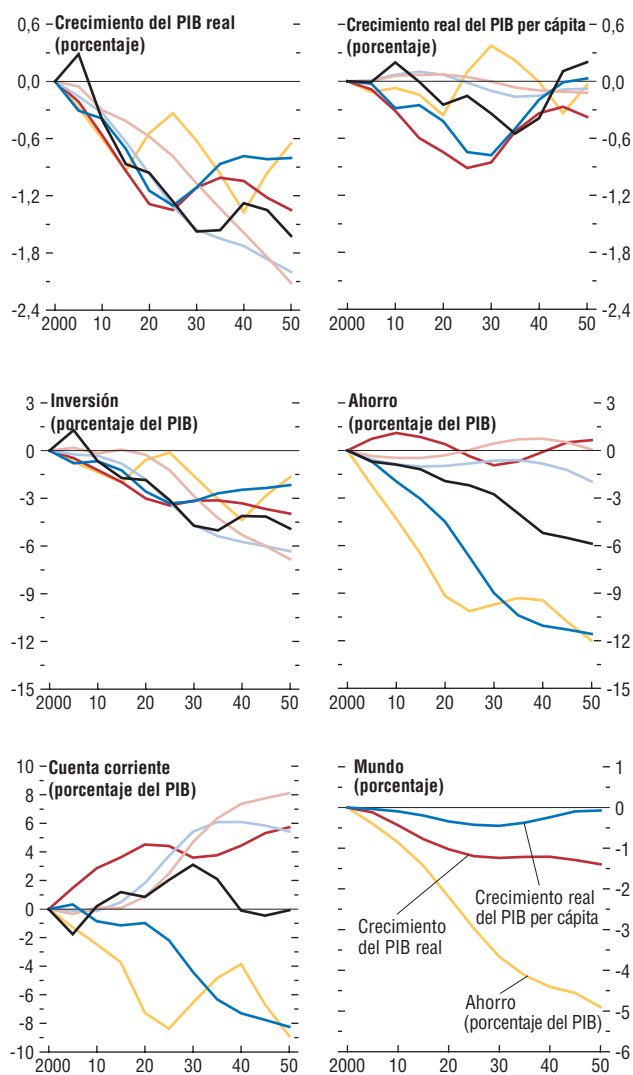 Crecimiento del PIB real
(porcentaje)
0,6
0,0
-0,6
-1,2
-1,8
-2,4
2000 10 20 30 40 50
Crecimiento real del PIB per cápita
(porcentaje)
0,6
0,0
-0,6
-1,2
-1,8
-2,4
2000 10 20 30 40 50
Inversión
(porcentaje del PIB)
3
0
-3
-6
-9
-12
-15
2000 10 20 30 40 50
Ahorro
(porcentaje del PIB)
3
0
-3
-6
-9
-12
-15
2000 10 20 30 40 50
Cuenta corriente
(porcentaje del PIB)
10
8
6
4
2
0
-2
-4
-6
-8
-10
2000 10 20 30 40 50
Mundo
(porcentaje)
1
0
-1
-2
-3
-4
-5
-6
Crecimiento real
del PIB per cápita
Crecimiento
del PIB real
Ahorro
(porcentaje del PIB)
2000 10 20 30 40 50